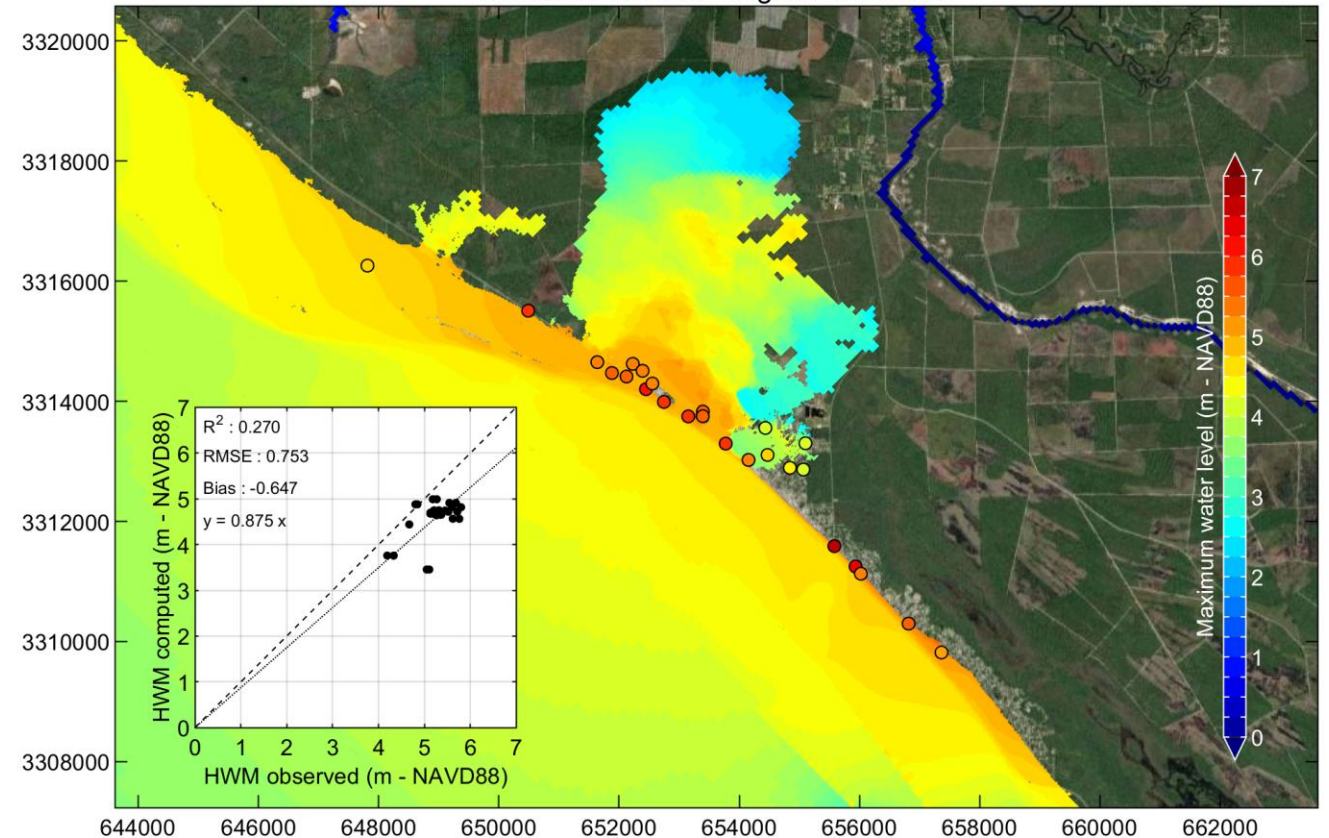 3320000
3318000
3316000
3314000
3312000
3310000
3308000
644000 646000 648000 650000 652000 654000 656000 658000 660000 662000
Maximum water level (m - NAVD88)
7
6
5
4
3
2
1
0
R² : 0.270
RMSE : 0.753
Bias : -0.647
y = 0.875 x
HWM computed (m - NAVD88)
7
6
5
4
3
2
1
0
0 1 2 3 4 5 6 7
HWM observed (m - NAVD88)